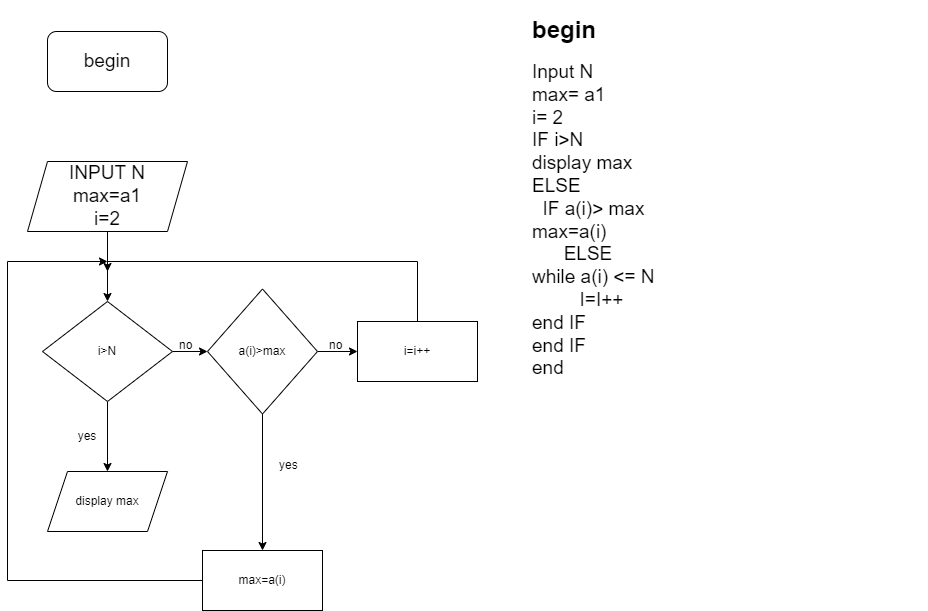 begin
INPUT N
max=a1
i=2
i>N
no
a(i)>max
no
i=i++
yes
yes
display max
max=a(i)
begin
Input N
max= a1
i= 2
IF i>N
display max
ELSE
IF a(i)> max
max=a(i)
ELSE
while a(i) <= N
I=I++
end IF
end IF
end